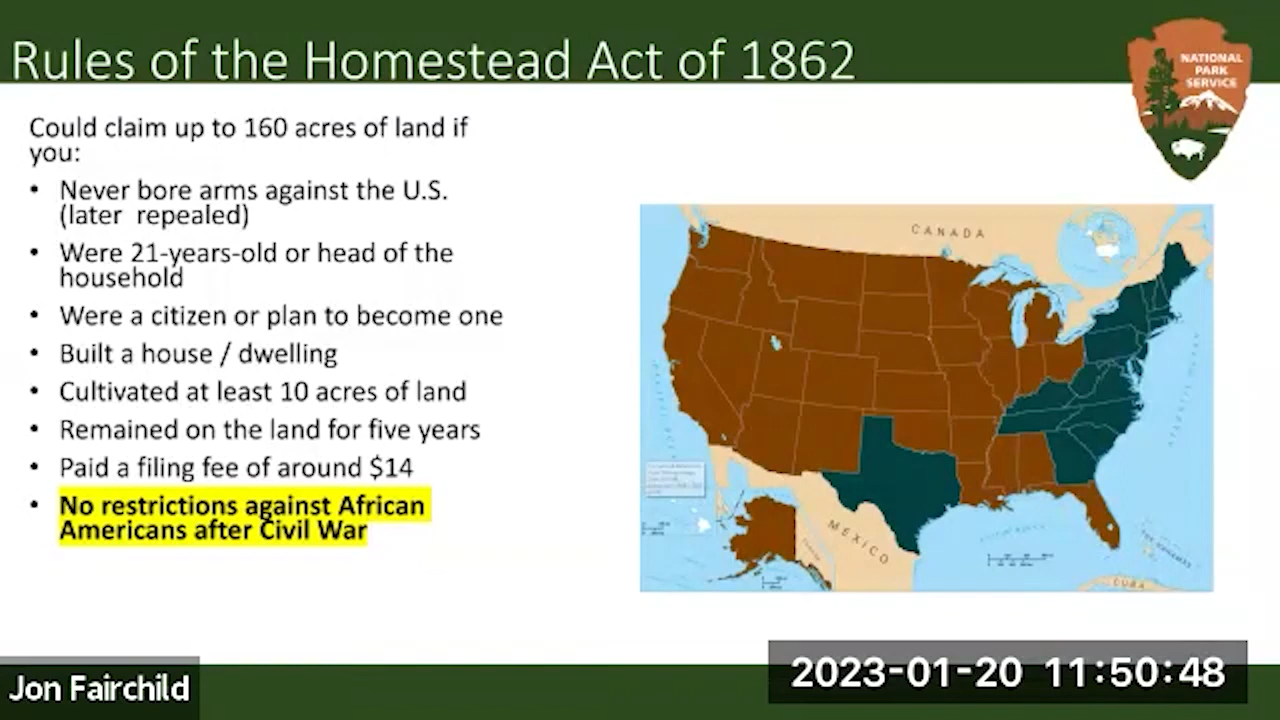 Rules of the Homestead Act of 1862
NATIONAL
PARK
SERVICE
Could claim up to 160 acres of land if
you:
• Never bore arms against the U.S.
(later repealed)
• Were 21-years-old or head of the
household
• Were a citizen or plan to become one
• Built a house / dwelling
• Cultivated at least 10 acres of land
• Remained on the land for five years
• Paid a filing fee of around $14
• No restrictions against African
Americans after Civil War
CANADA
MEXICO
CUBA
Jon Fairchild
2023-01-20 11:50:48